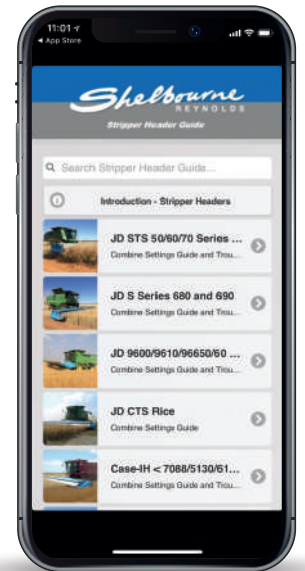 11:01
◀ App Store
Shelbourne
REYNOLDS
Stripper Header Guide
Search Stripper Header Guide...
Introduction - Stripper Headers
JD STS 50/60/70 Series ...
Combine Settings Guide and Trou...
JD S Series 680 and 690
Combine Settings Guide and Trou...
JD 9600/9610/96650/60 ...
Combine Settings Guide and Trou...
JD CTS Rice
Combine Settings Guide
Case-IH < 7088/5130/61...
Combine Settings Guide and Trou...